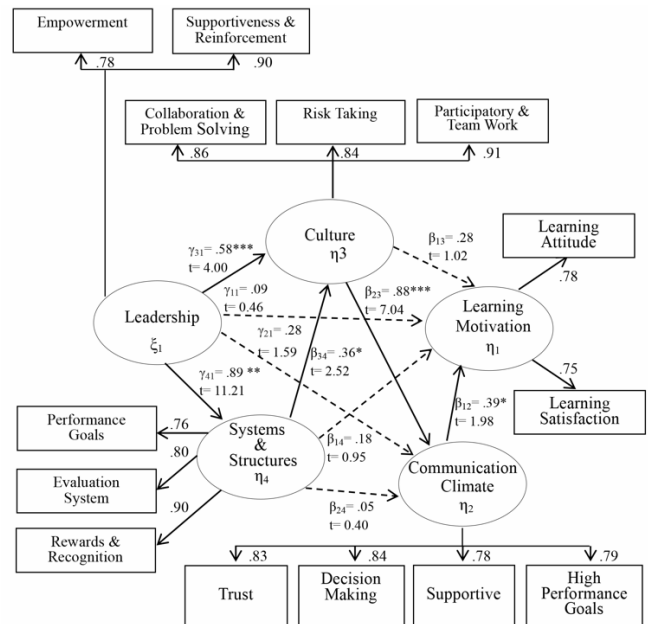 Empowerment
Supportiveness &
Reinforcement
.78
.90
Collaboration &
Problem Solving
Risk Taking
Participatory &
Team Work
.86
.84
.91
Culture
η3
γ31= .58***
t= 4.00
β13= .28
t= 1.02
Learning
Attitude
.78
γ11= .09
t= 0.46
β23= .88***
t= 7.04
Leadership
ξ1
Learning
Motivation
η1
γ21= .28
t= 1.59
β34= .36*
t= 2.52
γ41= .89 **
t= 11.21
.75
Learning
Satisfaction
β12= .39*
t= 1.98
Performance
Goals
.76
Systems
&
Structures
η4
β14= .18
t= 0.95
.80
Evaluation
System
Communication
Climate
η2
.90
β24= .05
t= 0.40
Rewards &
Recognition
.83
.84
.78
.79
Trust
Decision
Making
Supportive
High
Performance
Goals